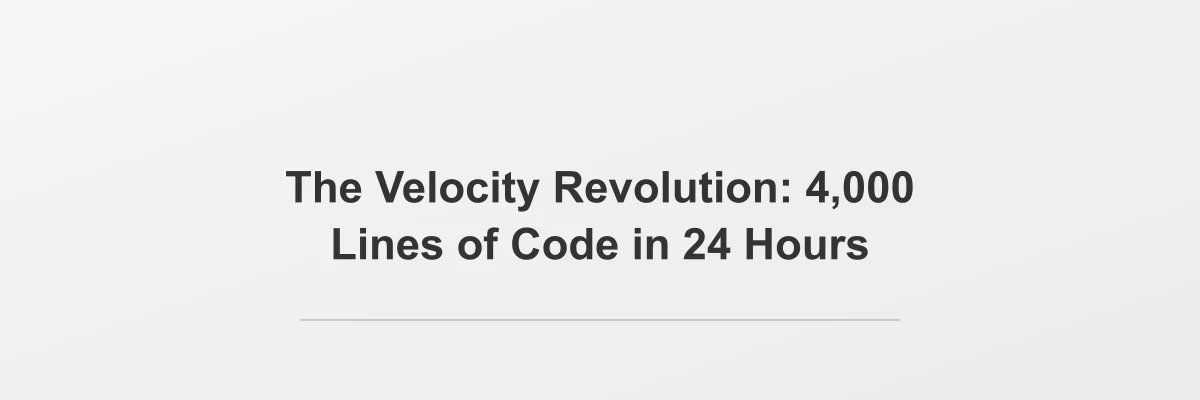 The Velocity Revolution: 4,000
Lines of Code in 24 Hours